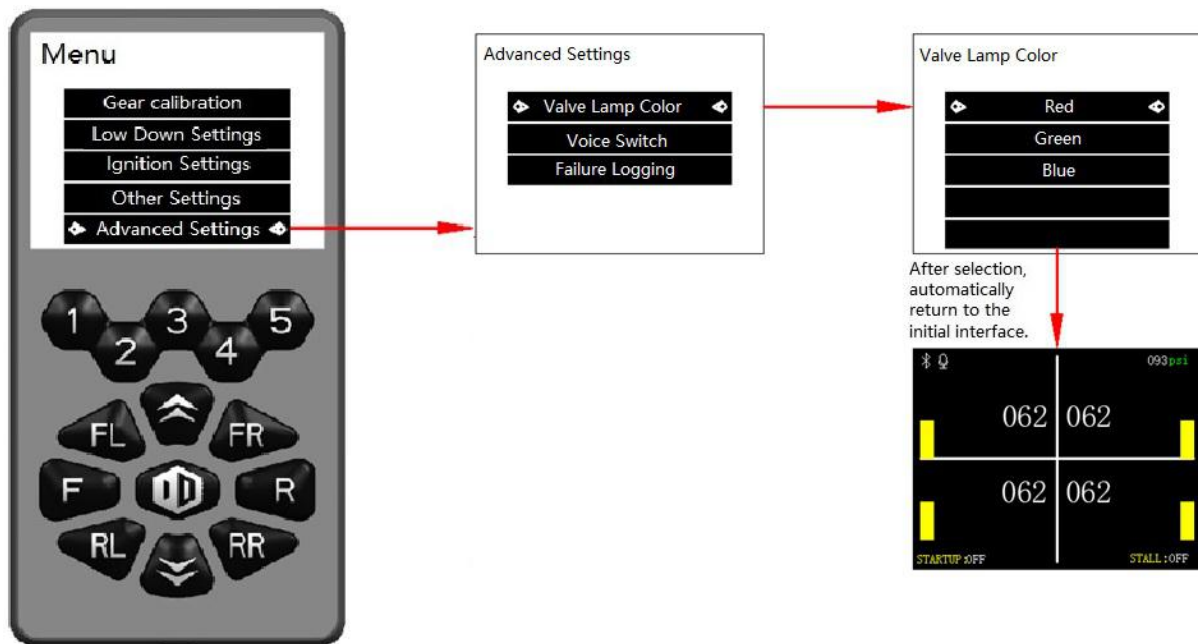 Menu
Gear calibration
Low Down Settings
Ignition Settings
Other Settings
Advanced Settings
1
2
3
4
5
FL
FR
F
R
RL
RR
Advanced Settings
Valve Lamp Color
Voice Switch
Failure Logging
Valve Lamp Color
Red
Green
Blue
After selection,
automatically
return to the
initial interface.
093psi
062 062
062 062
STARTUP:OFF STALL:OFF